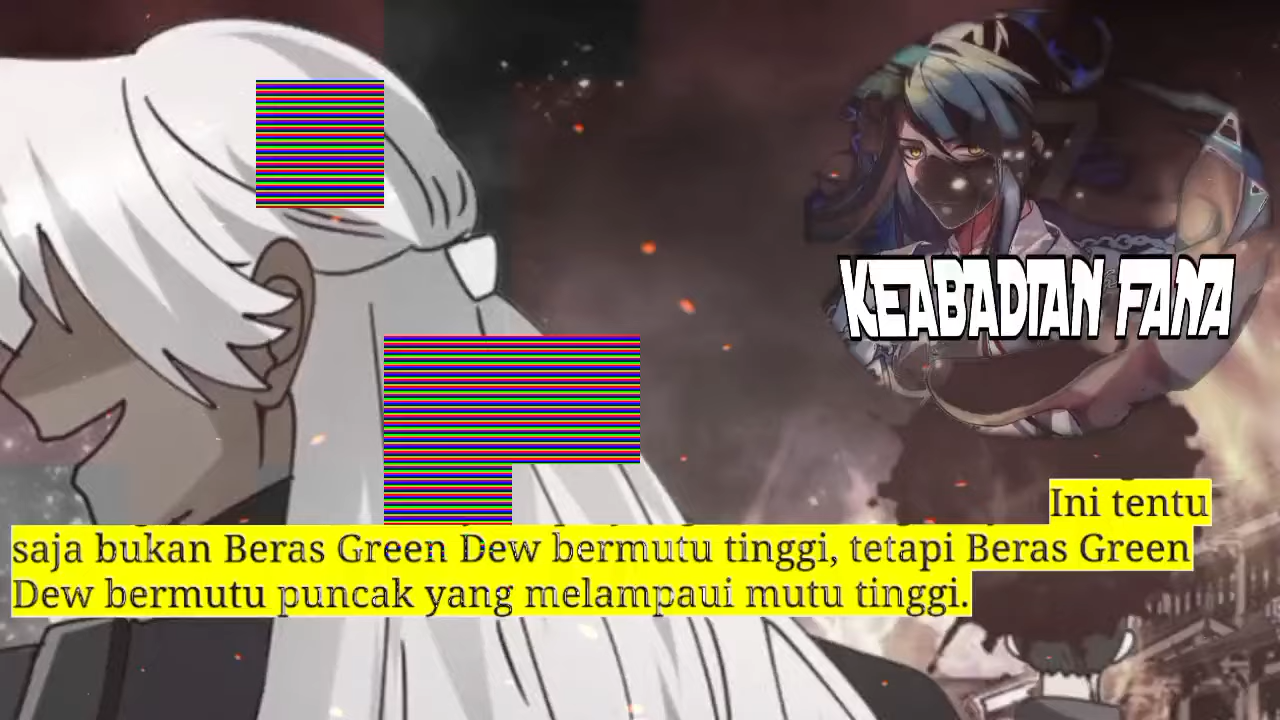 KEABADIAN FANA
Ini tentu
saja bukan Beras Green Dew bermutu tinggi, tetapi Beras Green
Dew bermutu puncak yang melampaui mutu tinggi.